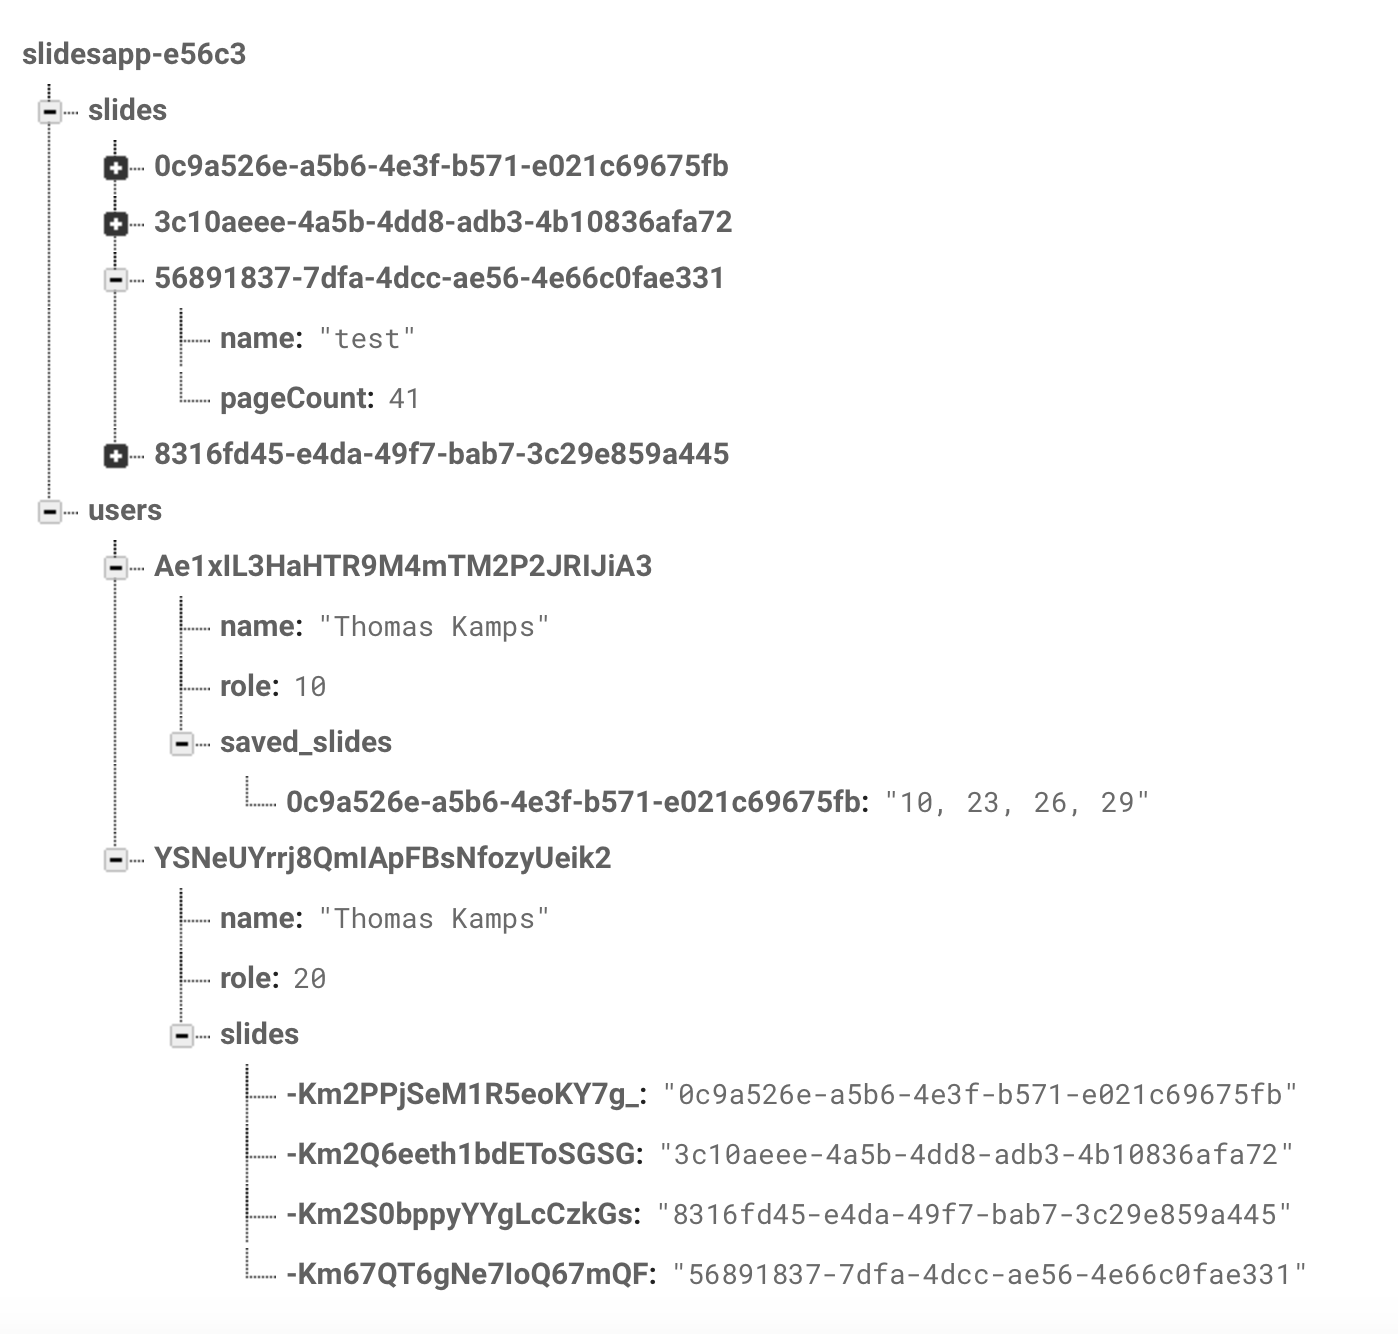 slidesapp-e56c3
slides
0c9a526e-a5b6-4e3f-b571-e021c69675fb
3c10aeee-4a5b-4dd8-adb3-4b10836afa72
56891837-7dfa-4dcc-ae56-4e66c0fae331
name: "test"
pageCount: 41
8316fd45-e4da-49f7-bab7-3c29e859a445
users
Ae1xIL3HaHTR9M4mTM2P2JRIJiA3
name: "Thomas Kamps"
role: 10
saved_slides
0c9a526e-a5b6-4e3f-b571-e021c69675fb: "10, 23, 26, 29"
YSNeUYrrj8QmIApFBsNfozyUeik2
name: "Thomas Kamps"
role: 20
slides
-Km2PPjSeM1R5eoKY7g_: "0c9a526e-a5b6-4e3f-b571-e021c69675fb"
-Km2Q6eeth1bdEToSGSG: "3c10aeee-4a5b-4dd8-adb3-4b10836afa72"
-Km2S0bppyYYgLcCzkGs: "8316fd45-e4da-49f7-bab7-3c29e859a445"
-Km67QT6gNe7IoQ67mQF: "56891837-7dfa-4dcc-ae56-4e66c0fae331"